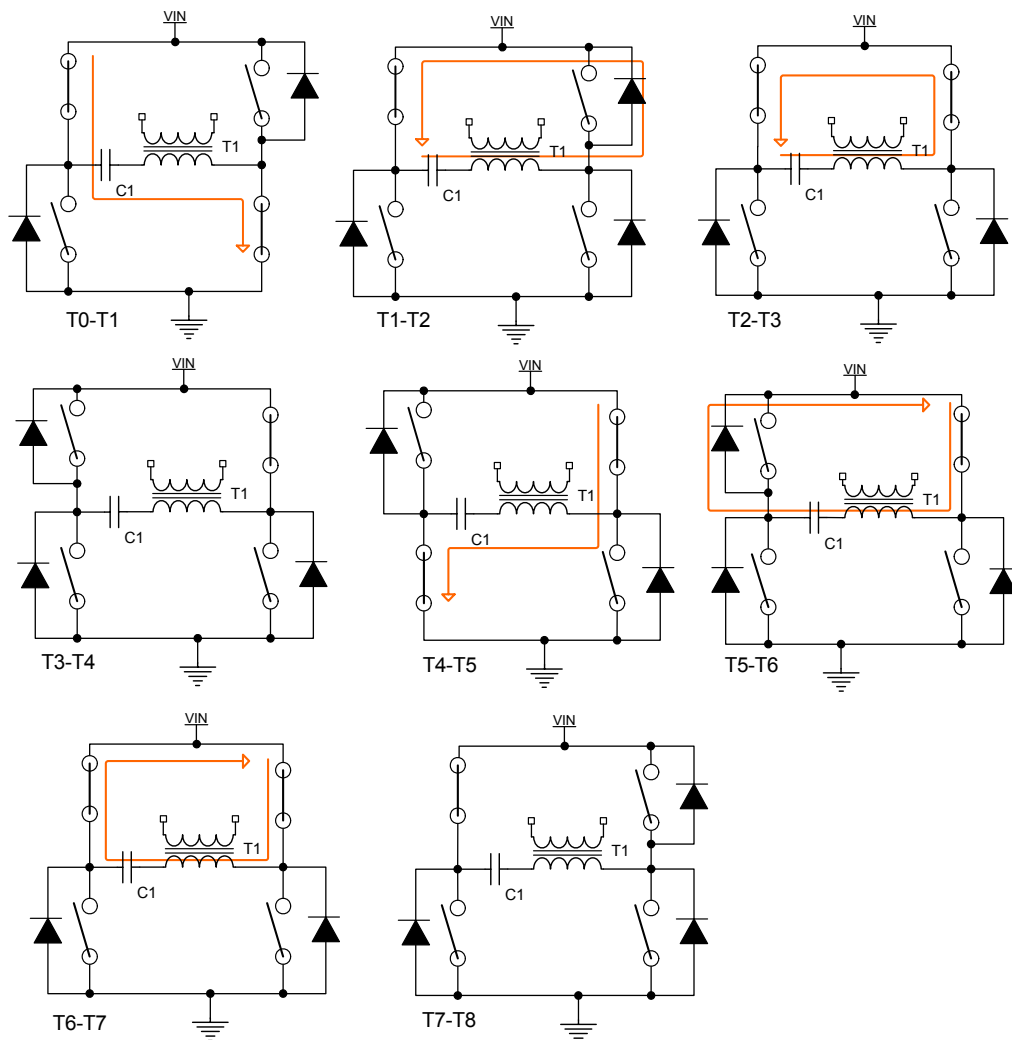 VIN
T1
C1
T0-T1
VIN
T1
C1
T1-T2
VIN
T1
C1
T2-T3
VIN
T1
C1
T3-T4
VIN
T1
C1
T4-T5
VIN
T1
C1
T5-T6
VIN
T1
C1
T6-T7
VIN
T1
C1
T7-T8